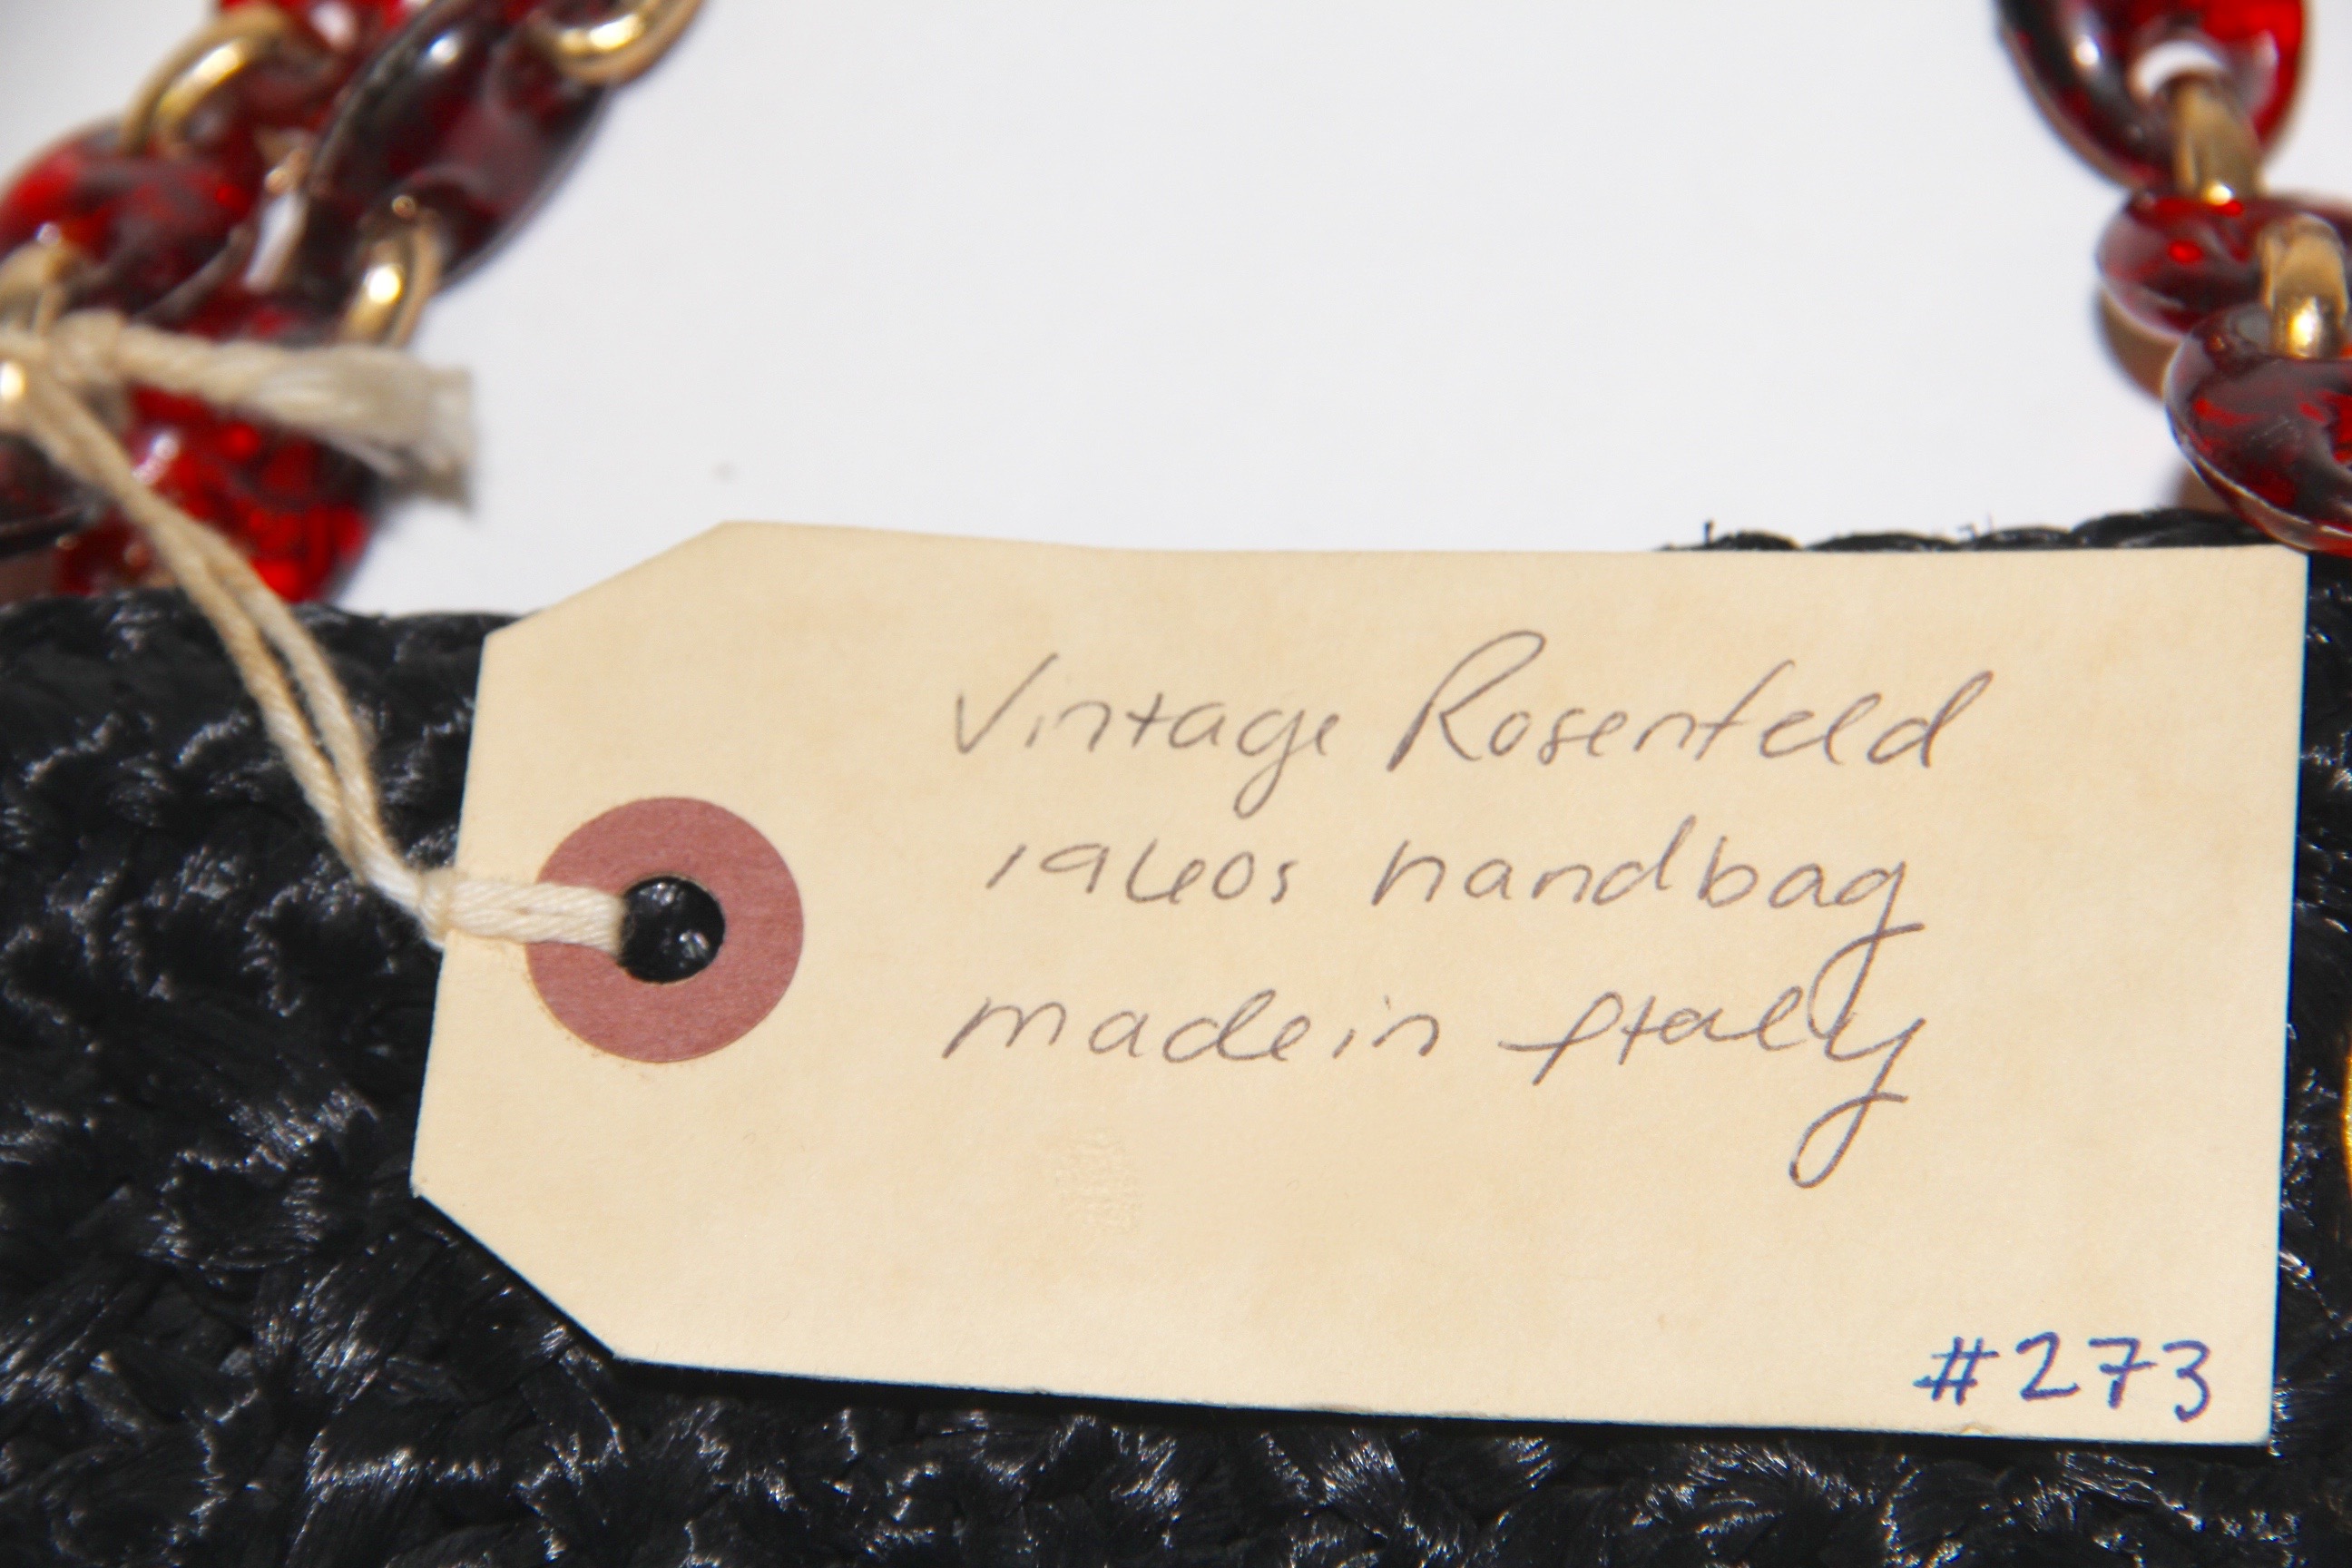 Vintage Rosenfeld
1960s handbag
made in Italy
#273